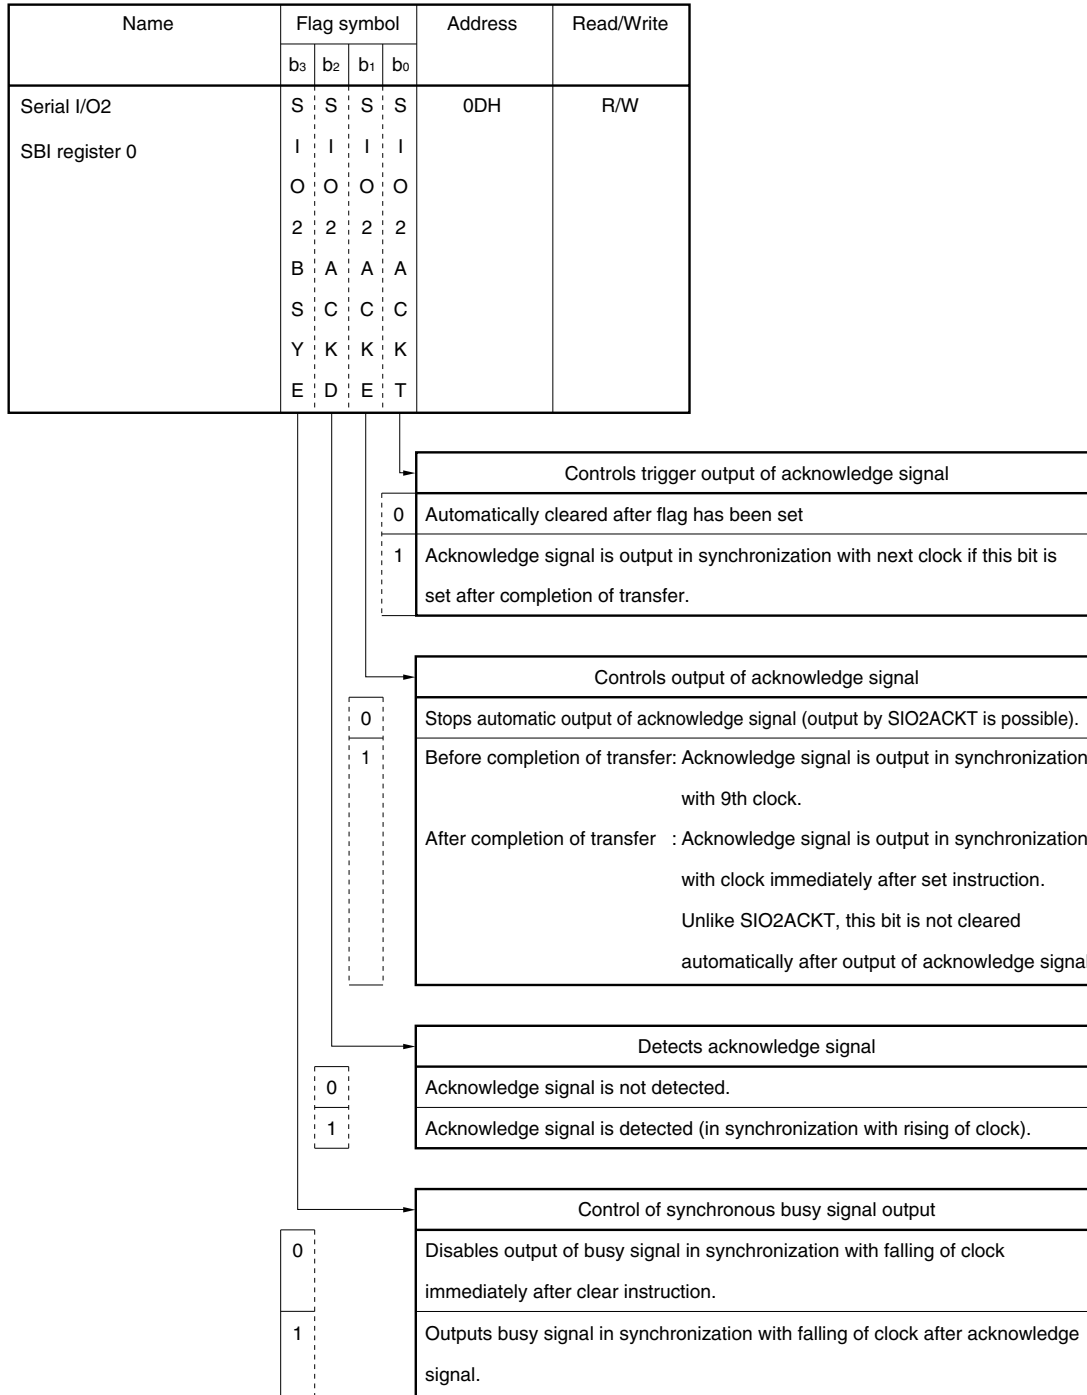 Name Flag symbol Address Read/Write
b3 b2 b1 b0
Serial I/O2 S S S S 0DH R/W
SBI register 0 I I I I
O O O O
2 2 2 2
B A A A
S C C C
Y K K K
E D E T
Controls trigger output of acknowledge signal
0 Automatically cleared after flag has been set
1 Acknowledge signal is output in synchronization with next clock if this bit is
set after completion of transfer.
Controls output of acknowledge signal
0 Stops automatic output of acknowledge signal (output by SIO2ACKT is possible).
1 Before completion of transfer: Acknowledge signal is output in synchronization
with 9th clock.
After completion of transfer : Acknowledge signal is output in synchronization
with clock immediately after set instruction.
Unlike SIO2ACKT, this bit is not cleared
automatically after output of acknowledge signal
Detects acknowledge signal
0 Acknowledge signal is not detected.
1 Acknowledge signal is detected (in synchronization with rising of clock).
Control of synchronous busy signal output
0 Disables output of busy signal in synchronization with falling of clock
immediately after clear instruction.
1 Outputs busy signal in synchronization with falling of clock after acknowledge
signal.